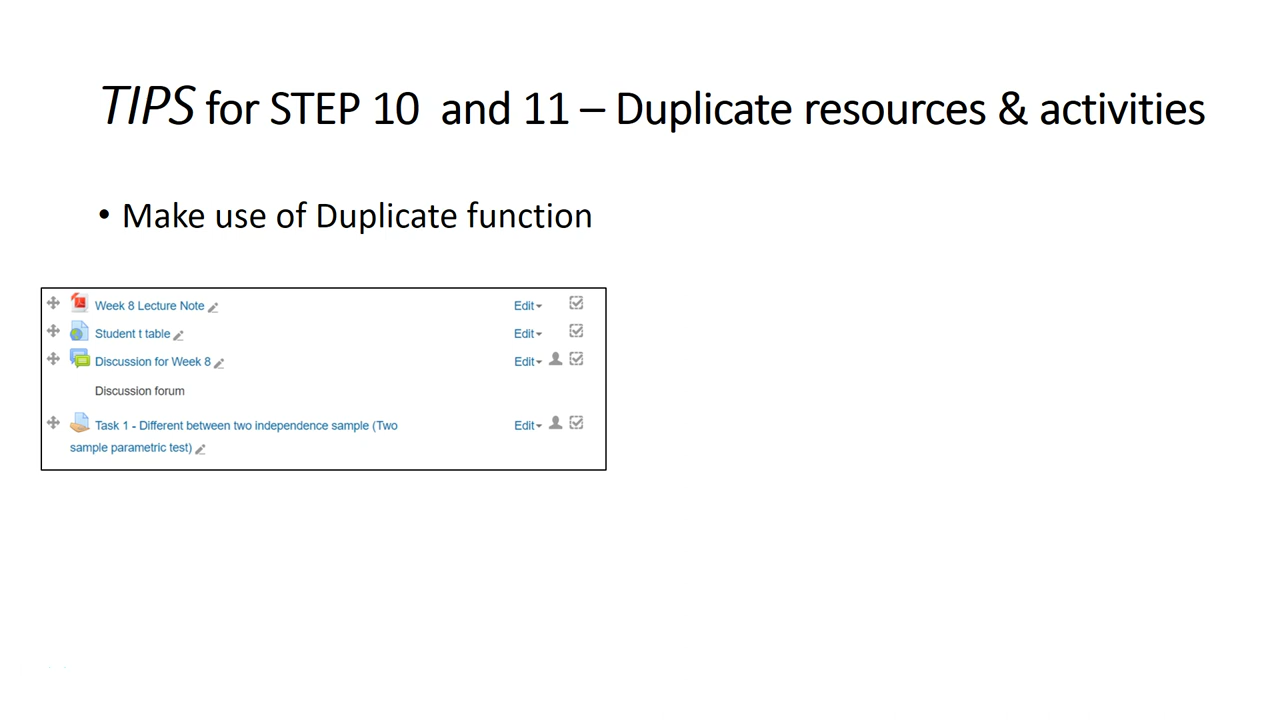 TIPS for STEP 10  and 11 – Duplicate resources & activities
• Make use of Duplicate function
Week 8 Lecture Note Edit
Student t table Edit
Discussion for Week 8 Edit
Discussion forum
Task 1 - Different between two independence sample (Two Edit
sample parametric test)